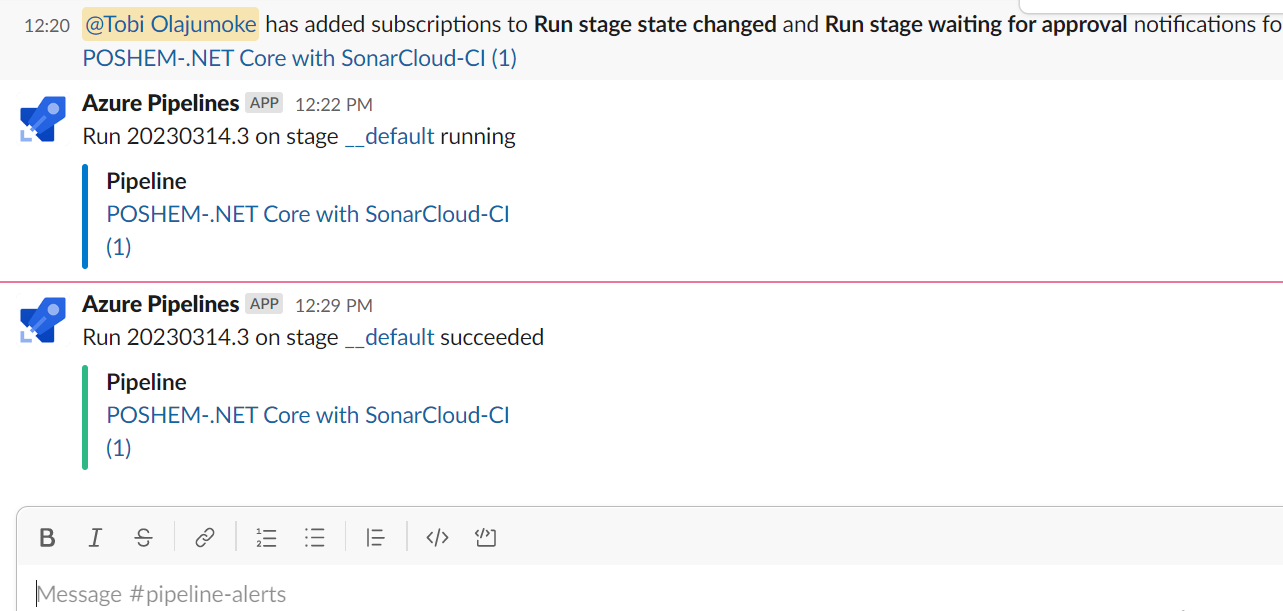 12:20 @Tobi Olajumoke has added subscriptions to Run stage state changed and Run stage waiting for approval notifications fo
POSHEM-.NET Core with SonarCloud-CI (1)
Azure Pipelines APP 12:22 PM
Run 20230314.3 on stage __default running
Pipeline
POSHEM-.NET Core with SonarCloud-CI
(1)
Azure Pipelines APP 12:29 PM
Run 20230314.3 on stage __default succeeded
Pipeline
POSHEM-.NET Core with SonarCloud-CI
(1)
Message #pipeline-alerts